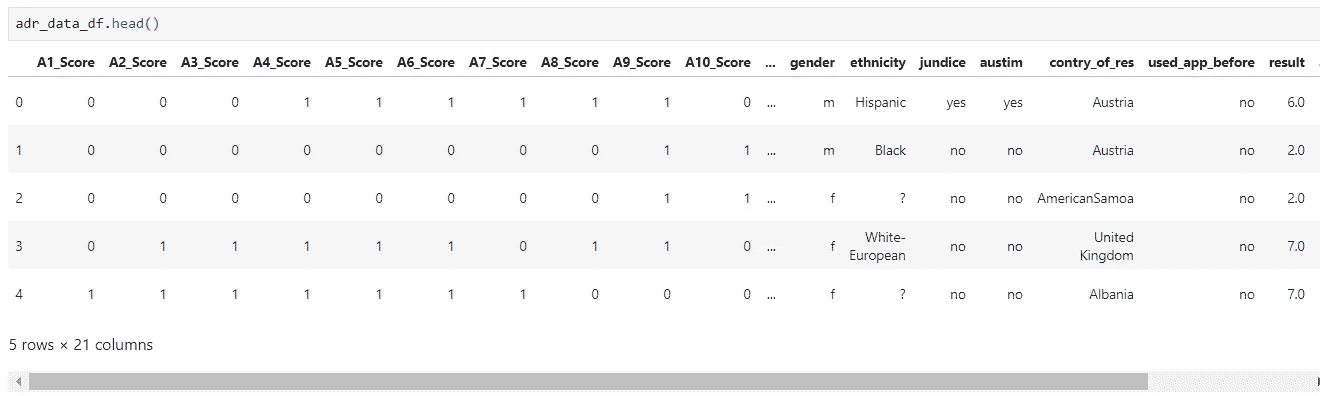 adr_data_df.head()
A1_Score A2_Score A3_Score A4_Score A5_Score A6_Score A7_Score A8_Score A9_Score A10_Score ... gender ethnicity jundice austim contry_of_res used_app_before result
0 0 0 0 1 1 1 1 1 1 0 ... m Hispanic yes yes Austria no 6.0
1 0 0 0 0 0 0 0 0 1 1 ... m Black no no Austria no 2.0
2 0 0 0 0 0 0 0 0 1 1 ... f ? no no AmericanSamoa no 2.0
3 0 1 1 1 1 1 0 1 1 0 ... f White-European no no United Kingdom no 7.0
4 1 1 1 1 1 1 1 0 0 0 ... f ? no no Albania no 7.0
5 rows × 21 columns